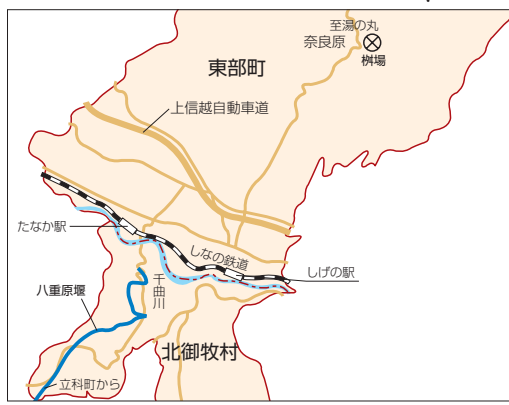 至湯の丸
奈良原
桝場
東部町
上信越自動車道
たなか駅
しなの鉄道
しげの駅
千曲川
八重原堰
北御牧村
立科町から